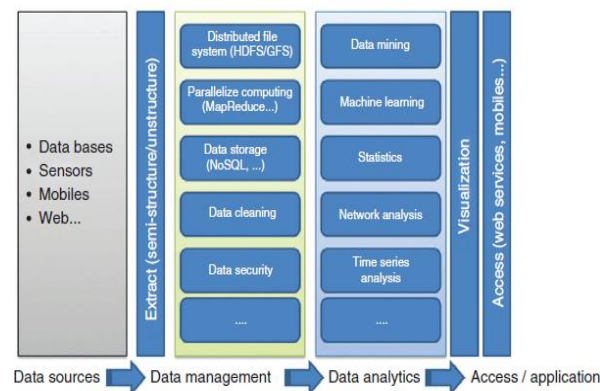 • Data bases
• Sensors
• Mobiles
• Web...
Extract (semi-structure/unstructure)
Distributed file
system (HDFS/GFS)
Parallelize computing
(MapReduce...)
Data storage
(NoSQL, ...)
Data cleaning
Data security
....
Data mining
Machine learning
Statistics
Network analysis
Time series
analysis
....
Visualization
Access (web services, mobiles...)
Data sources
Data management
Data analytics
Access / application